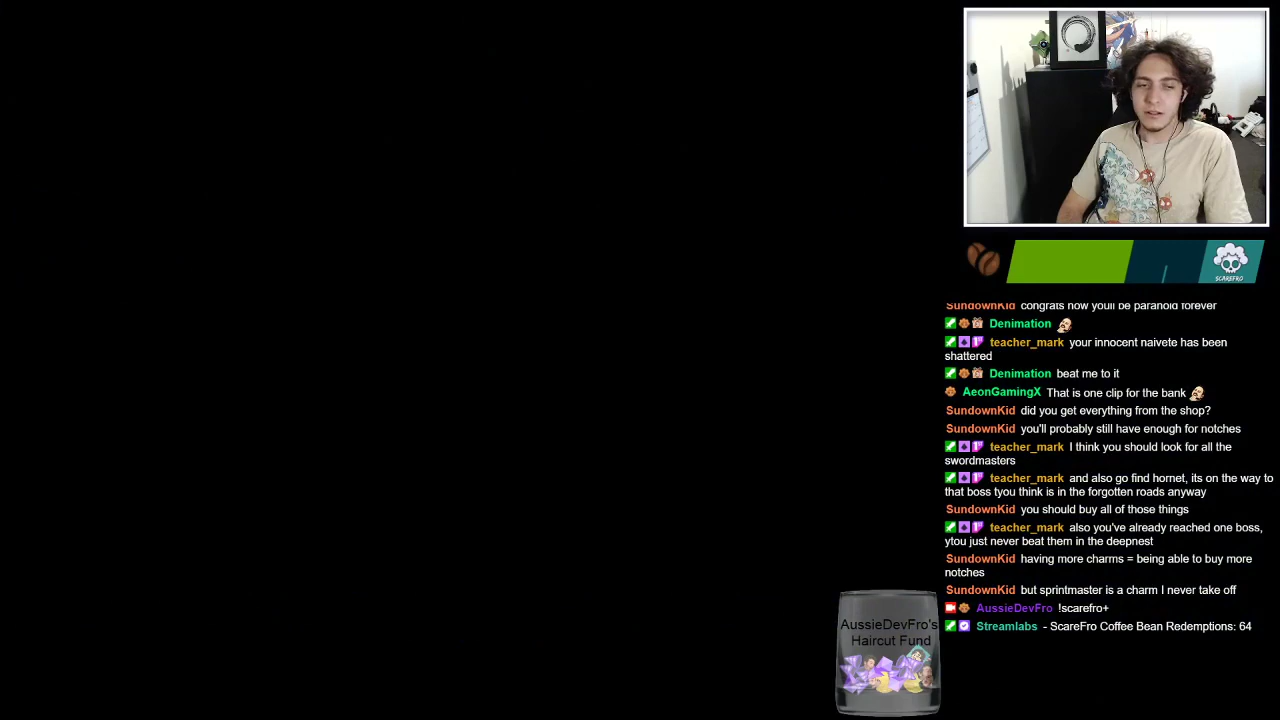 SCAREFRO
SundownKid congrats now youll be paranoid forever
Denimation
teacher_mark your innocent naivete has been
shattered
Denimation beat me to it
AeonGamingX That is one clip for the bank
SundownKid did you get everything from the shop?
SundownKid you'll probably still have enough for notches
teacher_mark I think you should look for all the
swordmasters
teacher_mark and also go find hornet, its on the way to
that boss tyou think is in the forgotten roads anyway
SundownKid you should buy all of those things
teacher_mark also you've already reached one boss,
ytou just never beat them in the deepnest
SundownKid having more charms = being able to buy more
notches
SundownKid but sprintmaster is a charm I never take off
AussieDevFro !scarefro+
Streamlabs - ScareFro Coffee Bean Redemptions: 64
AussieDevFro's
Haircut Fund